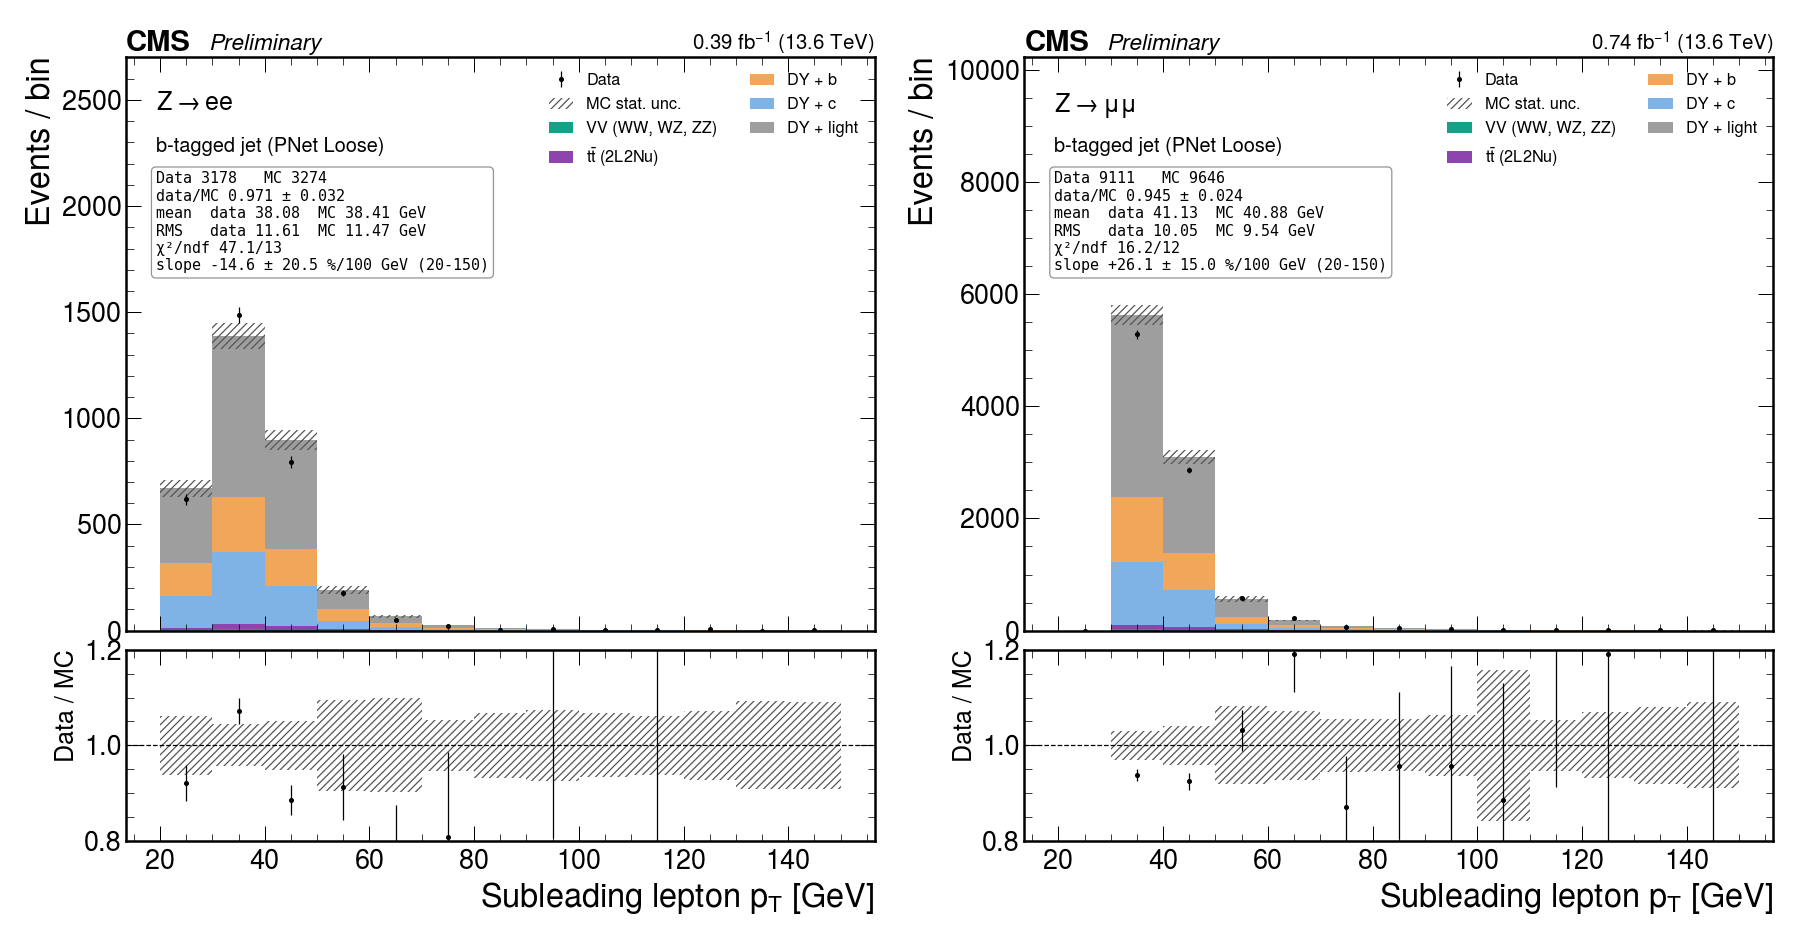 CMS Preliminary 0.39 fb⁻¹ (13.6 TeV)
Events / bin
2500
2000
1500
1000
500
0
Z → ee
b-tagged jet (PNet Loose)
Data 3178 MC 3274
data/MC 0.971 ± 0.032
mean data 38.08 MC 38.41 GeV
RMS data 11.61 MC 11.47 GeV
χ²/ndf 47.1/13
slope -14.6 ± 20.5 %/100 GeV (20-150)
Data
MC stat. unc.
VV (WW, WZ, ZZ)
tt̄ (2L2Nu)
DY + b
DY + c
DY + light
Data / MC
1.2
1.0
0.8
20 40 60 80 100 120 140
Subleading lepton p_T [GeV]
CMS Preliminary 0.74 fb⁻¹ (13.6 TeV)
Events / bin
10000
8000
6000
4000
2000
0
Z → μμ
b-tagged jet (PNet Loose)
Data 9111 MC 9646
data/MC 0.945 ± 0.024
mean data 41.13 MC 40.88 GeV
RMS data 10.05 MC 9.54 GeV
χ²/ndf 16.2/12
slope +26.1 ± 15.0 %/100 GeV (20-150)
Data
MC stat. unc.
VV (WW, WZ, ZZ)
tt̄ (2L2Nu)
DY + b
DY + c
DY + light
Data / MC
1.2
1.0
0.8
20 40 60 80 100 120 140
Subleading lepton p_T [GeV]